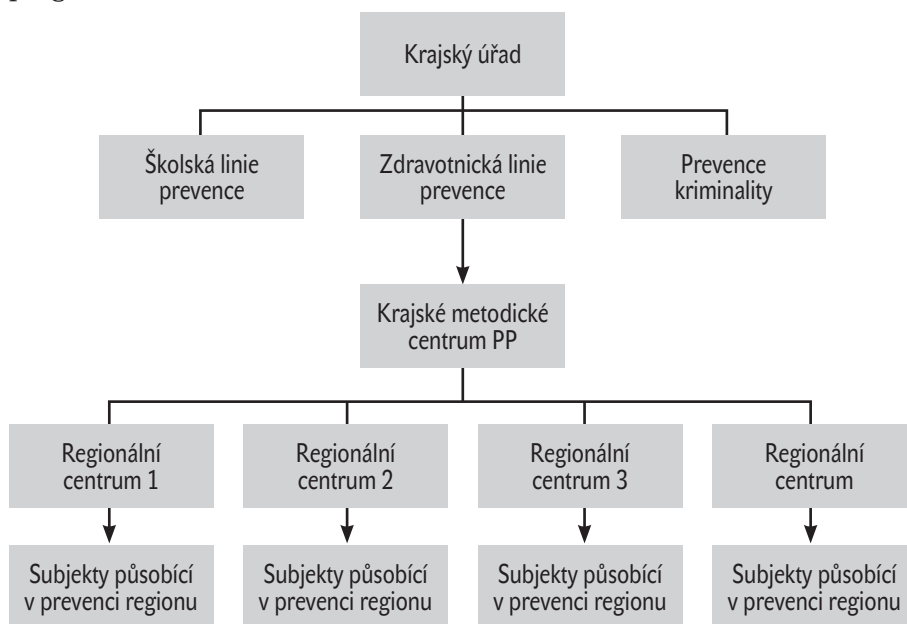 Krajský úřad
Školská linie
prevence
Zdravotnická linie
prevence
Prevence
kriminality
Krajské metodické
centrum PP
Regionální
centrum 1
Regionální
centrum 2
Regionální
centrum 3
Regionální
centrum
Subjekty působící
v prevenci regionu
Subjekty působící
v prevenci regionu
Subjekty působící
v prevenci regionu
Subjekty působící
v prevenci regionu